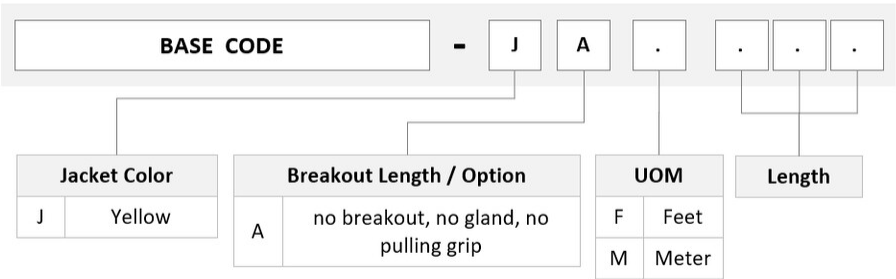 BASE CODE - J A . . . .
Jacket Color
J Yellow
Breakout Length / Option
A no breakout, no gland, no
pulling grip
UOM
F Feet
M Meter
Length